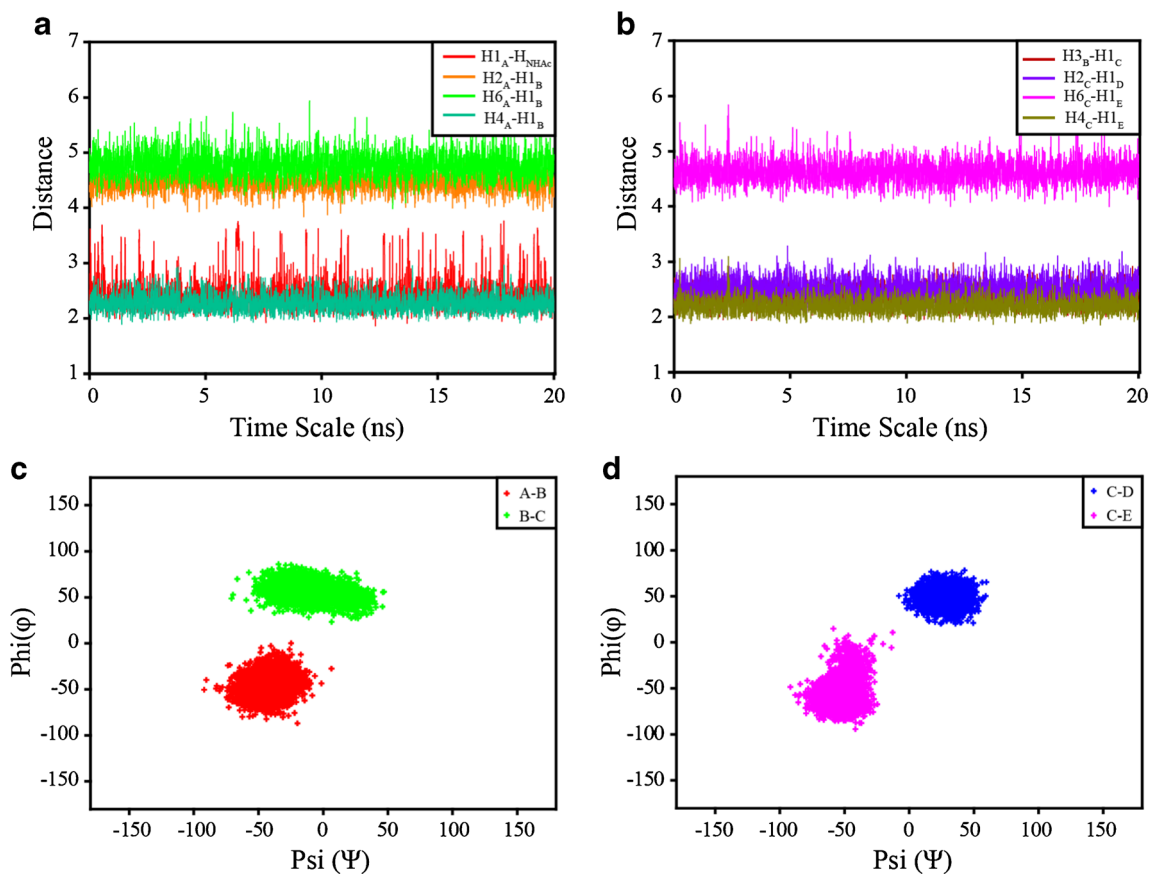 a
7
6
5
4
3
2
1
Distance
H1A-HNHAc
H2A-H1B
H6A-H1B
H4A-H1B
0 5 10 15 20
Time Scale (ns)
b
7
6
5
4
3
2
1
Distance
H3B-H1C
H2C-H1D
H6C-H1E
H4C-H1E
0 5 10 15 20
Time Scale (ns)
c
150
100
50
0
-50
-100
-150
Phi(φ)
A-B
B-C
-150 -100 -50 0 50 100 150
Psi (Ψ)
d
150
100
50
0
-50
-100
-150
Phi(φ)
C-D
C-E
-150 -100 -50 0 50 100 150
Psi (Ψ)